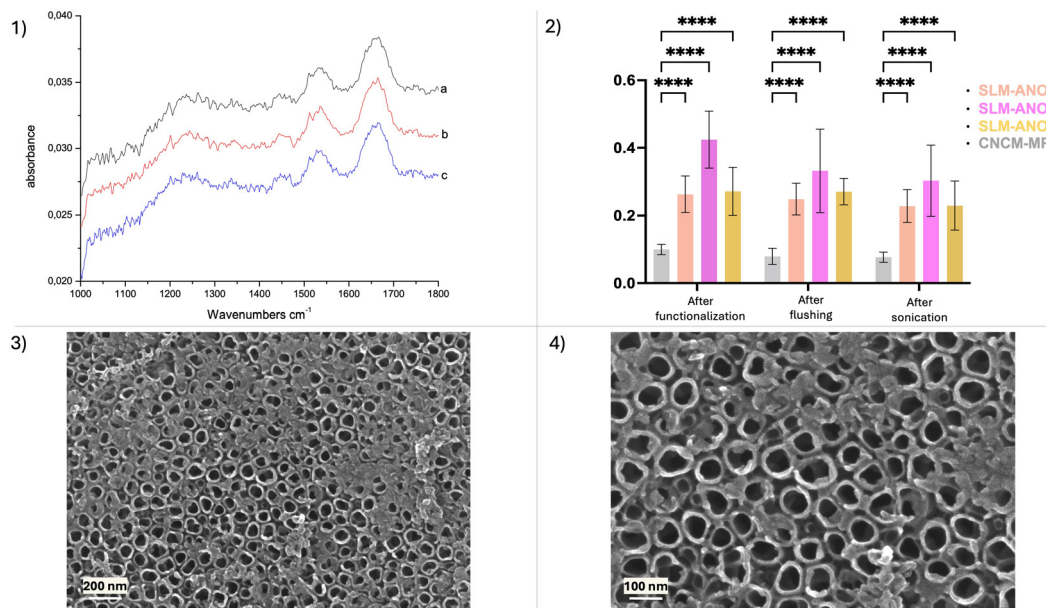 1)
0,040
0,035
0,030
0,025
0,020
absorbance
a
b
c
1000 1100 1200 1300 1400 1500 1600 1700 1800
Wavenumbers cm-1
2)
**** **** ****
**** **** ****
**** **** ****
0.6
0.4
0.2
0.0
After functionalization
After flushing
After sonication
• SLM-ANO
• SLM-ANO
• SLM-ANO
• CNCM-MP
3)
200 nm
4)
100 nm